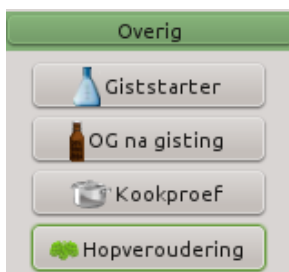 Overig
Giststarter
OG na gisting
Kookproef
Hopveroudering